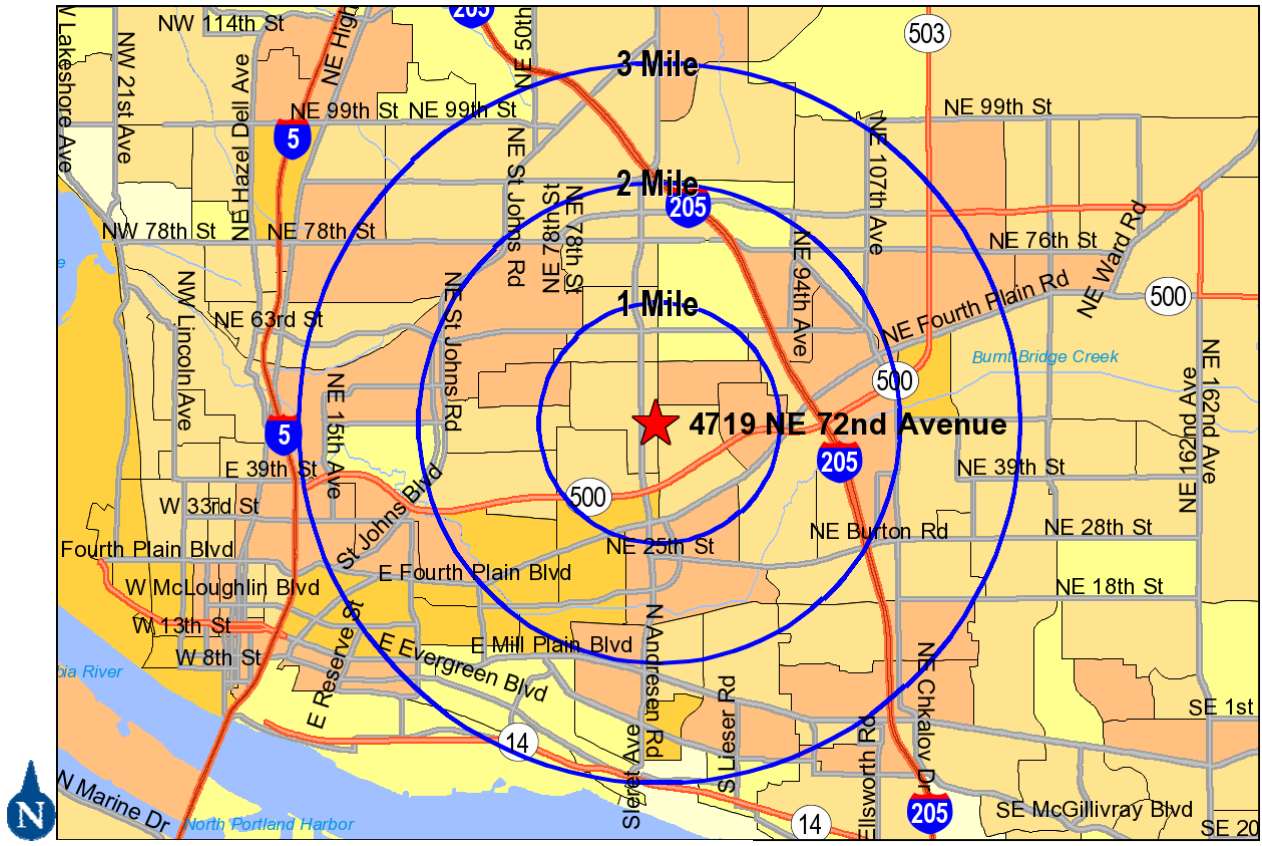 NW 114th St
205
503
V Lakeshore Ave
NW 21st Ave
NE Hazel Dell Ave
NE High
NE 50th
3 Mile
NE 99th St
NE 99th St
NE 99th St
5
NE St Johns Rd
NE 107th Ave
2 Mile
205
NE 78th St
NE 78th St
NW 78th St
NE 78th St
NE 94th Ave
NE 76th St
NE Ward Rd
500
e
NW Lincoln Ave
NE 63rd St
NE St Johns Rd
1 Mile
NE Fourth Plain Rd
Burnt Bridge Creek
500
NE 15th Ave
162nd Ave
NE 162nd Ave
NE
5
4719 NE 72nd Avenue
205
E 39th St
NE 39th St
500
W 33rd St
St Johns Blvd
NE Burton Rd
NE 28th St
Fourth Plain Blvd
NE 25th St
E Fourth Plain Blvd
W McLoughlin Blvd
NE 18th St
W 13th St
E Reserve St
N Andresen Rd
E Mill Plain Blvd
W 8th St
E Evergreen Blvd
NE Chkalov Dr
bia River
S Lieser Rd
SE 1st
14
Ellsworth Rd
N
N Marine Dr
North Portland Harbor
14
205
SE McGillivray Blvd
SE 20